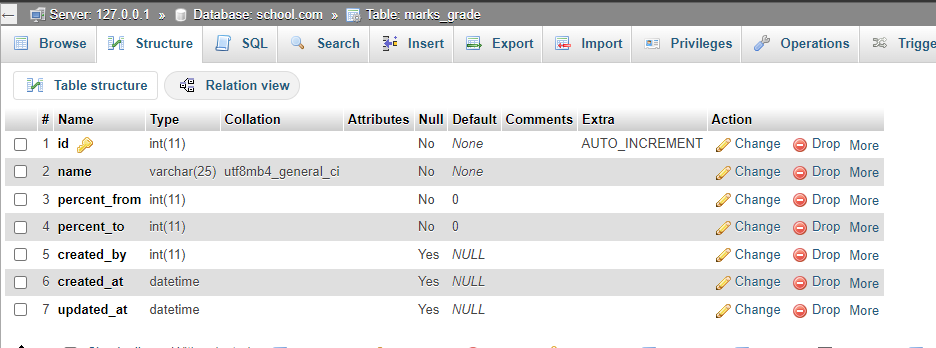 Server: 127.0.0.1 » Database: school.com » Table: marks_grade
Browse Structure SQL Search Insert Export Import Privileges Operations Trigge
Table structure Relation view
# Name Type Collation Attributes Null Default Comments Extra Action
1 id int(11) No None AUTO_INCREMENT Change Drop More
2 name varchar(25) utf8mb4_general_ci No None Change Drop More
3 percent_from int(11) No 0 Change Drop More
4 percent_to int(11) No 0 Change Drop More
5 created_by int(11) Yes NULL Change Drop More
6 created_at datetime Yes NULL Change Drop More
7 updated_at datetime Yes NULL Change Drop More